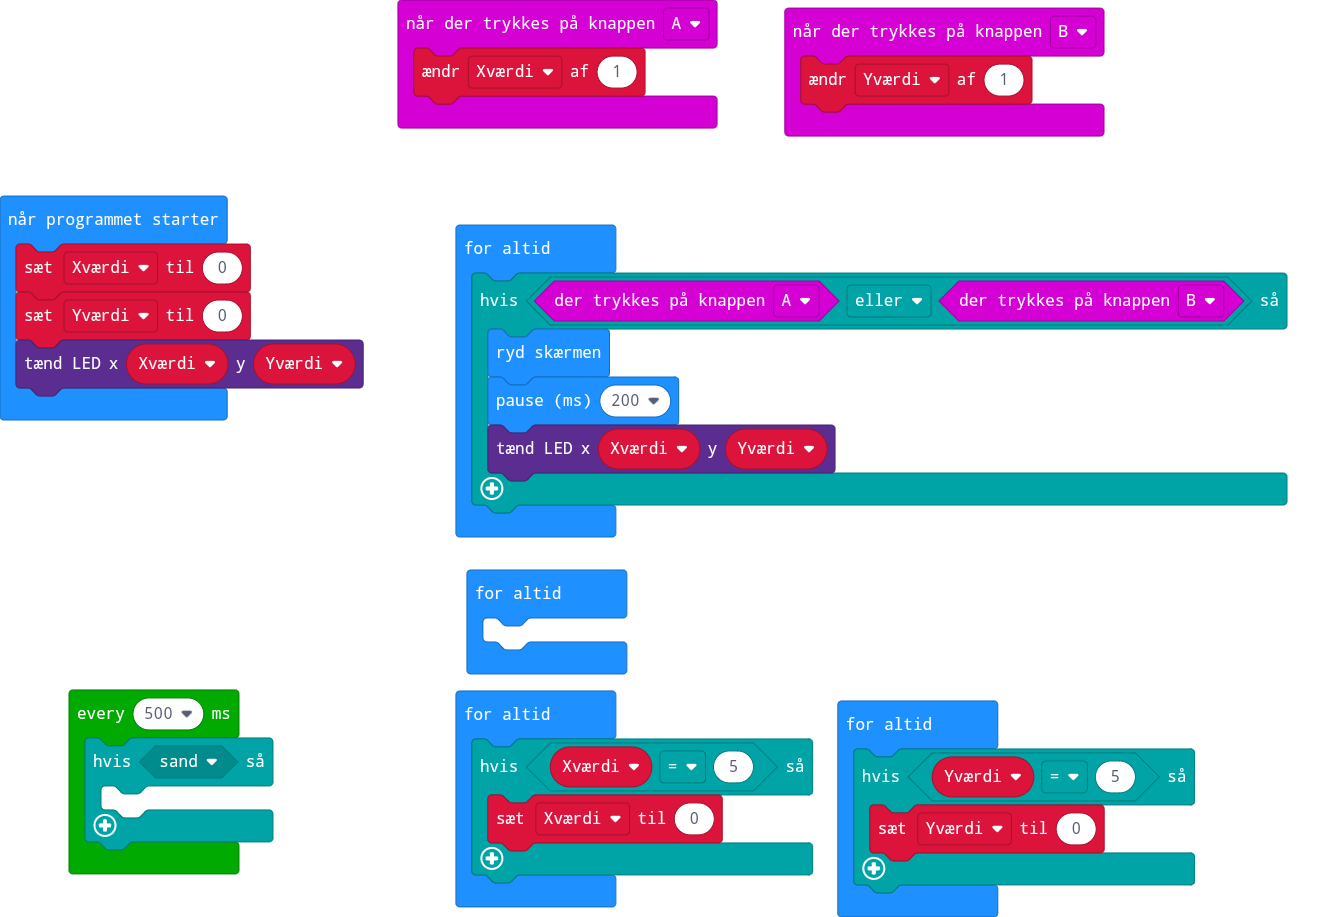 når der trykkes på knappen A
ændr Xværdi af 1
når der trykkes på knappen B
ændr Yværdi af 1
når programmet starter
sæt Xværdi til 0
sæt Yværdi til 0
tænd LED x Xværdi y Yværdi
for altid
hvis der trykkes på knappen A eller der trykkes på knappen B så
ryd skærmen
pause (ms) 200
tænd LED x Xværdi y Yværdi
for altid
every 500 ms
hvis sand så
for altid
hvis Xværdi = 5 så
sæt Xværdi til 0
for altid
hvis Yværdi = 5 så
sæt Yværdi til 0